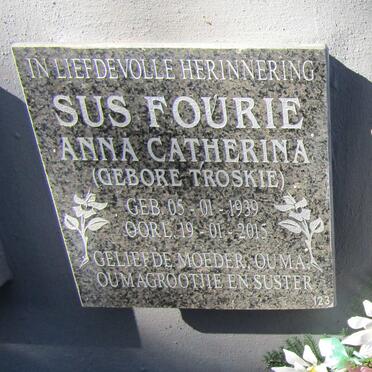 IN LIEFDEVOLLE HERINNERING
SUS FOURIE
ANNA CATHERINA
(GEBORE TROSKIE)
GEB. 05 - 01 - 1939
OORL. 19 - 01 - 2015
GELIEFDE MOEDER, OUMA,
OUMAGROOTJIE EN SUSTER
123